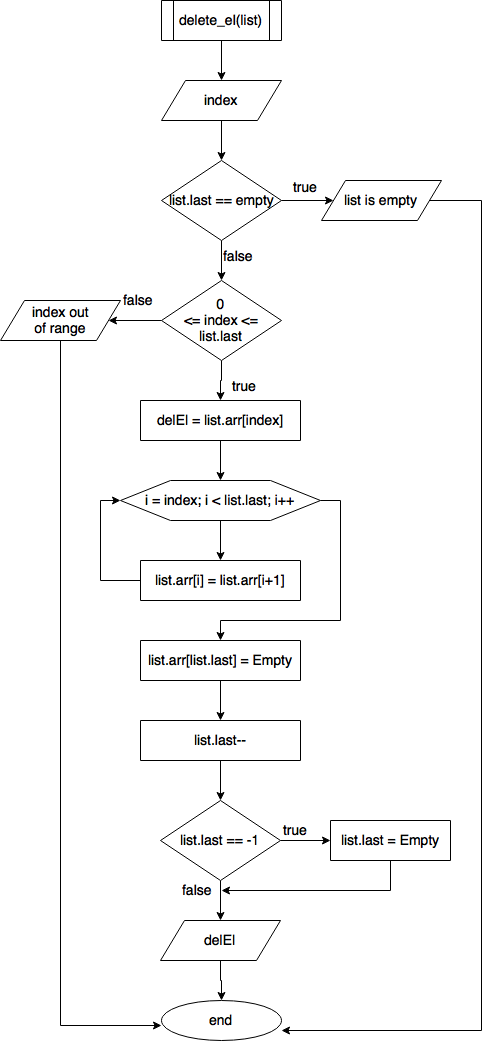 delete_el(list)
index
list.last == empty
true
list is empty
false
0
<= index <=
list.last
false
index out
of range
true
delEl = list.arr[index]
i = index; i < list.last; i++
list.arr[i] = list.arr[i+1]
list.arr[list.last] = Empty
list.last--
list.last == -1
true
list.last = Empty
false
delEl
end